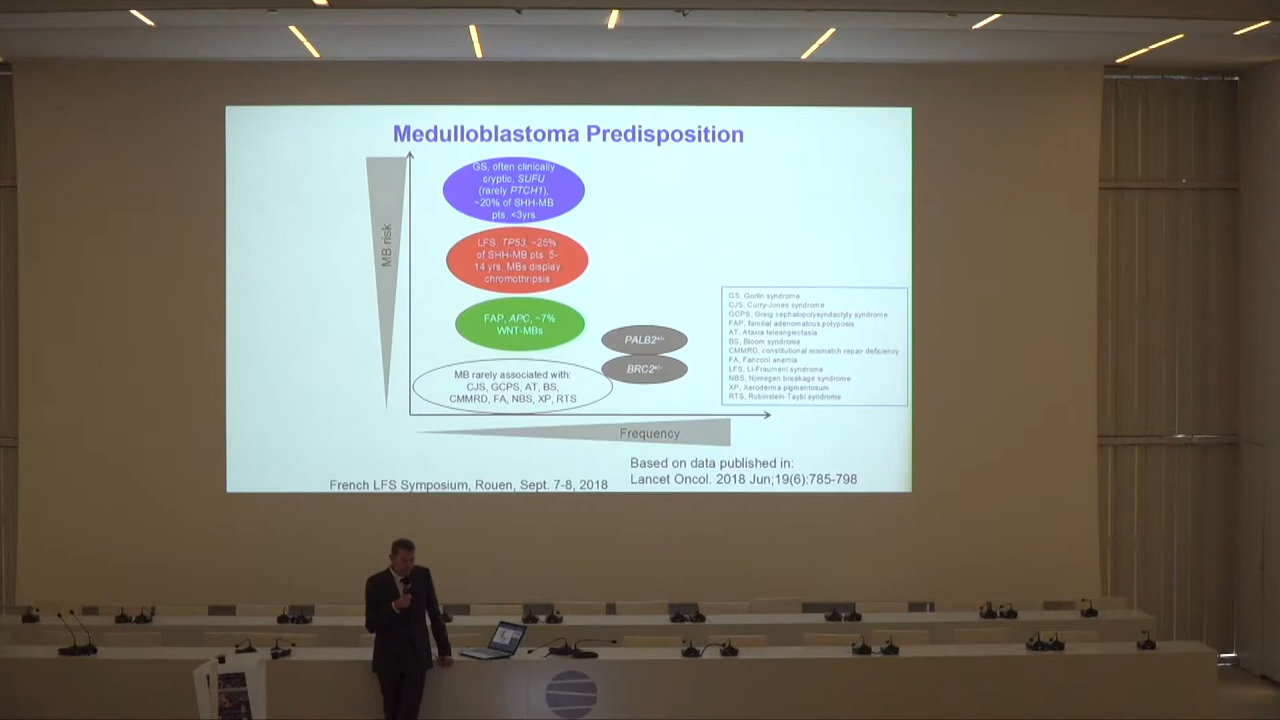 Medulloblastoma Predisposition
MB risk
GS, often clinically
cryptic, SUFU
(rarely PTCH1),
~20% of SHH-MB
pts. <3yrs
LFS, TP53, ~25%
of SHH-MB pts 5-
14 yrs, MBs display
chromothripsis
FAP, APC, ~7%
WNT-MBs
PALB2+/-
BRC2+/-
MB rarely associated with:
CJS, GCPS, AT, BS,
CMMRD, FA, NBS, XP, RTS
GS, Gorlin syndrome
CJS, Curry-Jones syndrome
GCPS, Greig cephalopolysyndactyly syndrome
FAP, familial adenomatous polyposis
AT, Ataxia teleangiectasia
BS, Bloom syndrome
CMMRD, constitutional mismatch repair deficiency
FA, Fanconi anemia
LFS, Li-Fraumeni syndrome
NBS, Nijmegen breakage syndrome
XP, Xeroderma pigmentosum
RTS, Rubinstein-Taybi syndrome
Frequency
Based on data published in:
Lancet Oncol. 2018 Jun;19(6):785-798
French LFS Symposium, Rouen, Sept. 7-8, 2018